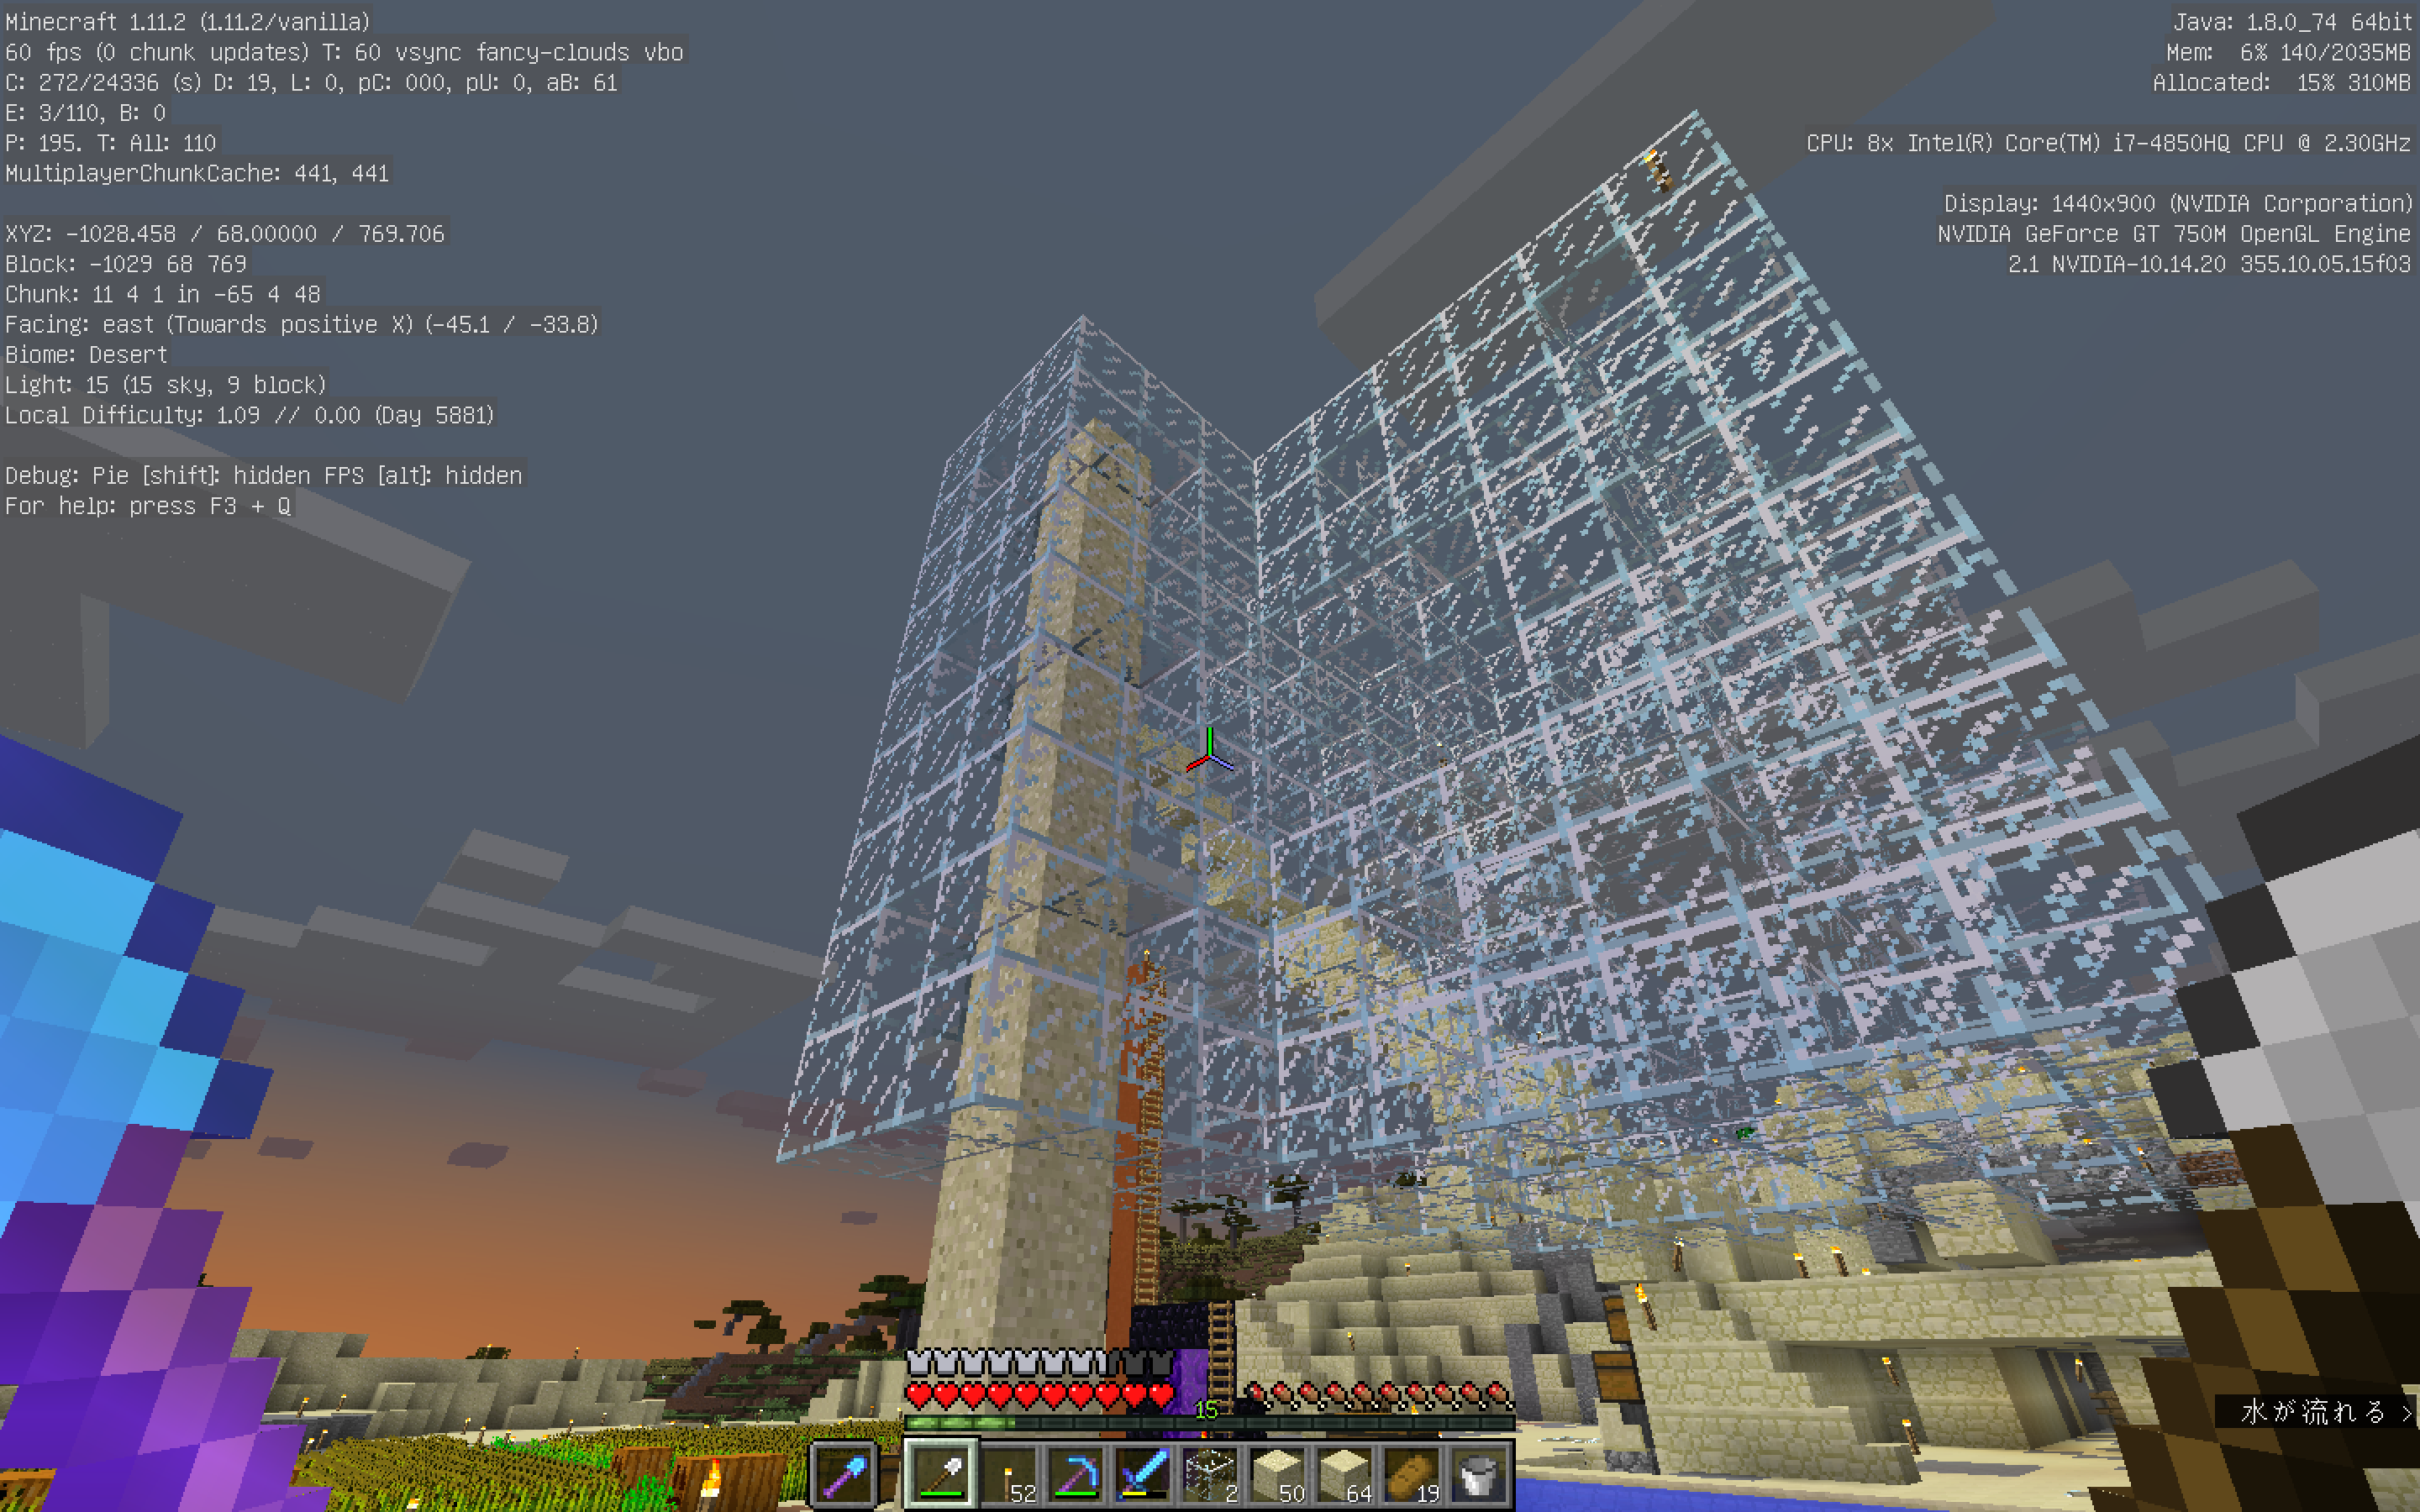 Minecraft 1.11.2 (1.11.2/vanilla)
60 fps (0 chunk updates) T: 60 vsync fancy-clouds vbo
C: 272/24336 (s) D: 19, L: 0, pC: 000, pU: 0, aB: 61
E: 3/110, B: 0
P: 195. T: All: 110
MultiplayerChunkCache: 441, 441
XYZ: -1028.458 / 68.00000 / 769.706
Block: -1029 68 769
Chunk: 11 4 1 in -65 4 48
Facing: east (Towards positive X) (-45.1 / -33.8)
Biome: Desert
Light: 15 (15 sky, 9 block)
Local Difficulty: 1.09 // 0.00 (Day 5881)
Debug: Pie [shift]: hidden FPS [alt]: hidden
For help: press F3 + Q
Java: 1.8.0_74 64bit
Mem: 6% 140/2035MB
Allocated: 15% 310MB
CPU: 8x Intel(R) Core(TM) i7-4850HQ CPU @ 2.30GHz
Display: 1440x900 (NVIDIA Corporation)
NVIDIA GeForce GT 750M OpenGL Engine
2.1 NVIDIA-10.14.20 355.10.05.15f03
水が流れる >
15
52 2 50 64 19